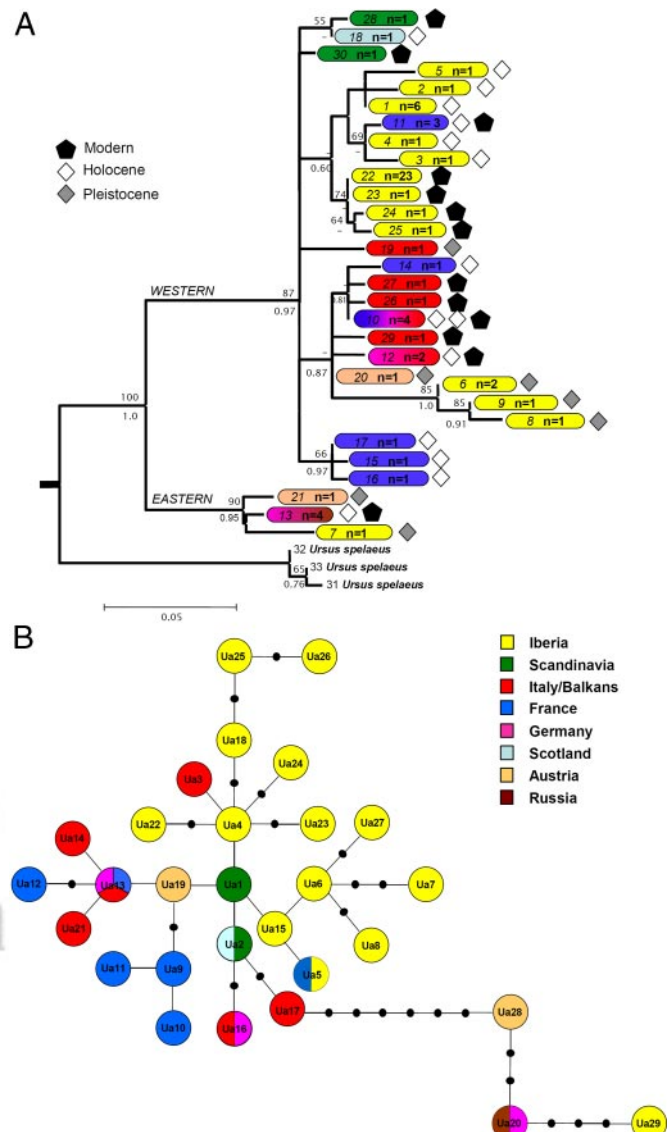 A
Modern
Holocene
Pleistocene
55
–
28 n=1
18 n=1
30 n=1
5 n=1
2 n=1
1 n=6
11 n= 3
69
–
4 n=1
3 n=1
–
0.60
22 n=23
74
–
23 n=1
24 n=1
64
–
25 n=1
19 n=1
WESTERN
87
0.97
14 n=1
27 n=1
–
0.81
26 n=1
10 n=4
29 n=1
–
0.87
12 n=2
20 n=1
85
1.0
6 n=2
85
0.91
9 n=1
8 n=1
100
1.0
17 n=1
66
0.97
15 n=1
16 n=1
EASTERN
90
0.95
21 n=1
13 n=4
7 n=1
32 Ursus spelaeus
65
0.76
33 Ursus spelaeus
31 Ursus spelaeus
0.05
B
Iberia
Scandinavia
Italy/Balkans
France
Germany
Scotland
Austria
Russia
Ua25 Ua26
Ua18
Ua3 Ua24
Ua22 Ua4 Ua23 Ua27
Ua14
Ua12 Ua13 Ua19 Ua1 Ua6 Ua7
Ua21 Ua2 Ua15 Ua8
Ua11 Ua9 Ua5
Ua10 Ua16 Ua17 Ua28
Ua20 Ua29